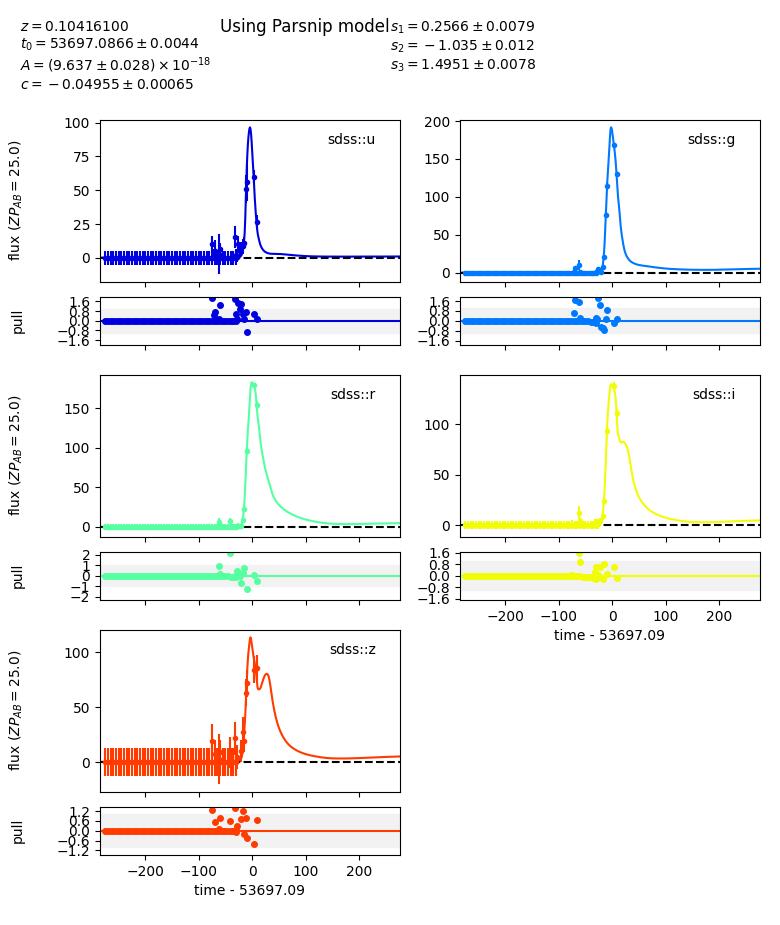 Using Parsnip model
z = 0.10416100
t0 = 53697.0866 ± 0.0044
A = (9.637 ± 0.028) × 10^−18
c = −0.04955 ± 0.00065
s1 = 0.2566 ± 0.0079
s2 = −1.035 ± 0.012
s3 = 1.4951 ± 0.0078
sdss::u
flux (ZP_AB = 25.0)
100
75
50
25
0
pull
1.6
0.8
0.0
−0.8
−1.6
sdss::g
200
150
100
50
0
1.6
0.8
0.0
−0.8
−1.6
sdss::r
flux (ZP_AB = 25.0)
150
100
50
0
pull
2
1
0
−1
−2
sdss::i
100
50
0
1.6
0.8
0.0
−0.8
−1.6
−200 −100 0 100 200
time - 53697.09
sdss::z
flux (ZP_AB = 25.0)
100
50
0
pull
1.2
0.6
0.0
−0.6
−1.2
−200 −100 0 100 200
time - 53697.09